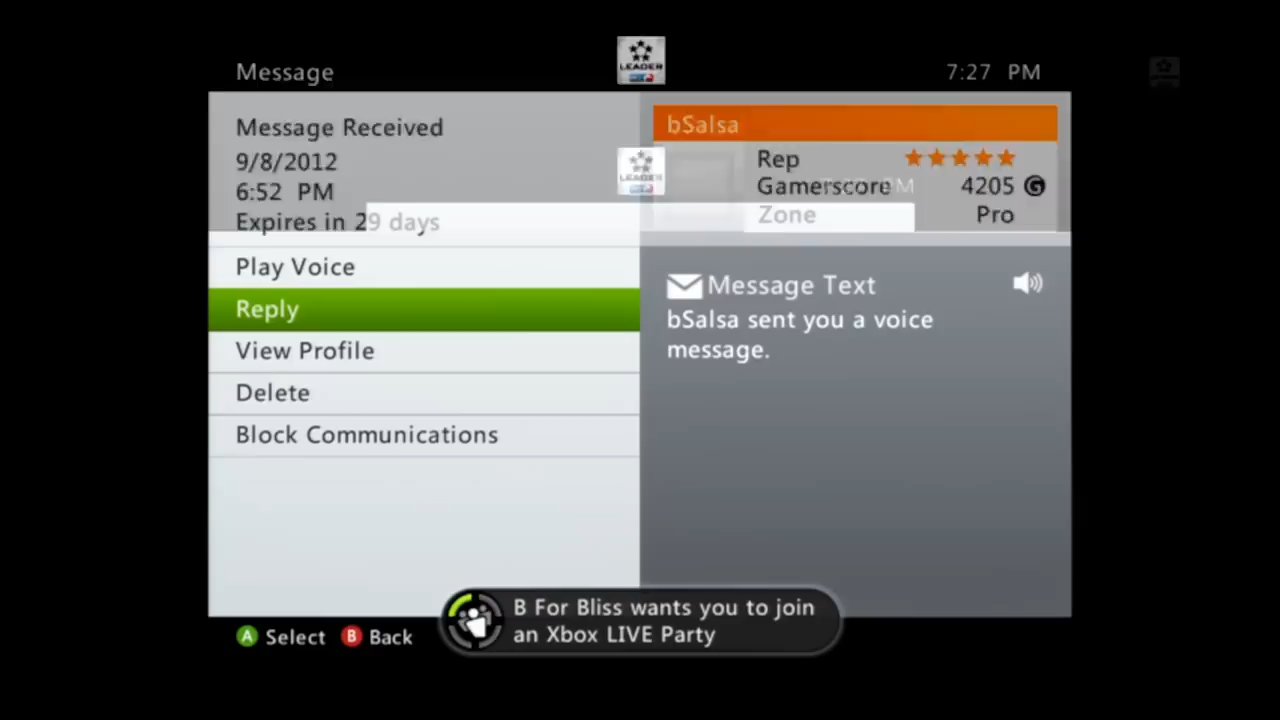 Message
LEADER
7:27 PM
Message Received
9/8/2012
6:52 PM
Expires in 29 days
LEADER
bSalsa
Rep
Gamerscore 4205 G
Zone Pro
Play Voice
Reply
View Profile
Delete
Block Communications
Message Text
bSalsa sent you a voice
message.
B For Bliss wants you to join
an Xbox LIVE Party
A Select B Back